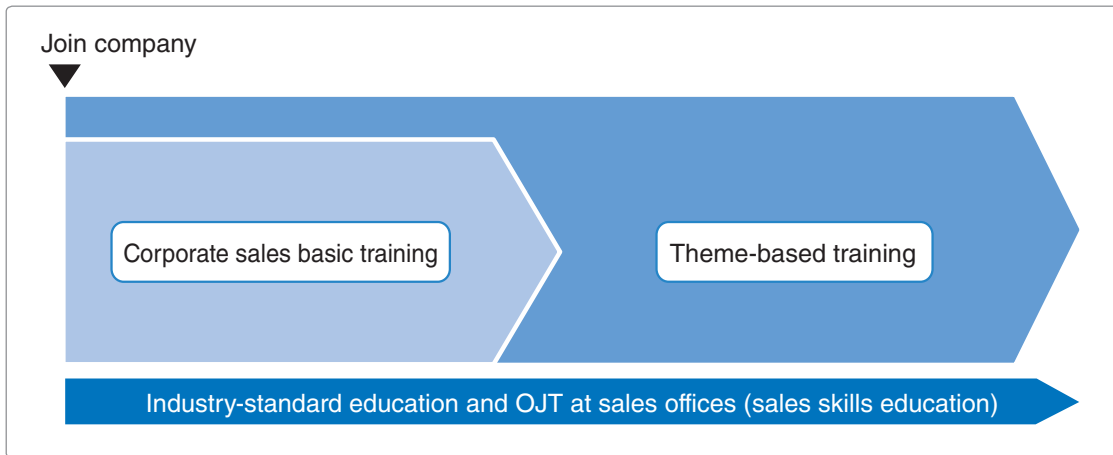 Join company
Corporate sales basic training
Theme-based training
Industry-standard education and OJT at sales offices (sales skills education)